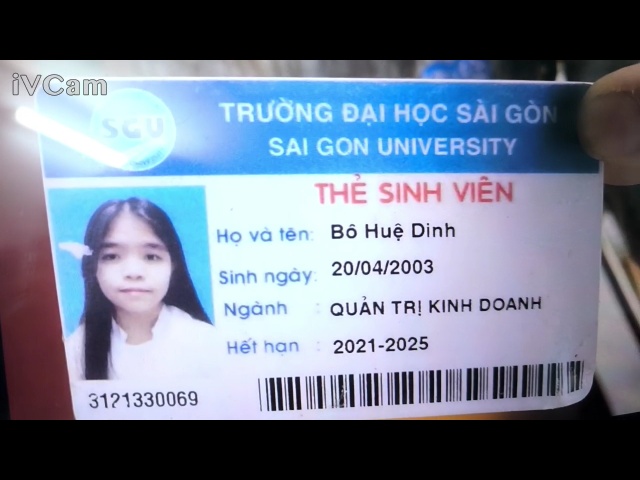 iVCam
SGU
TRƯỜNG ĐẠI HỌC SÀI GÒN
SAI GON UNIVERSITY
THẺ SINH VIÊN
Họ và tên: Bô Huệ Dinh
Sinh ngày: 20/04/2003
Ngành : QUẢN TRỊ KINH DOANH
Hết hạn : 2021-2025
3121330069